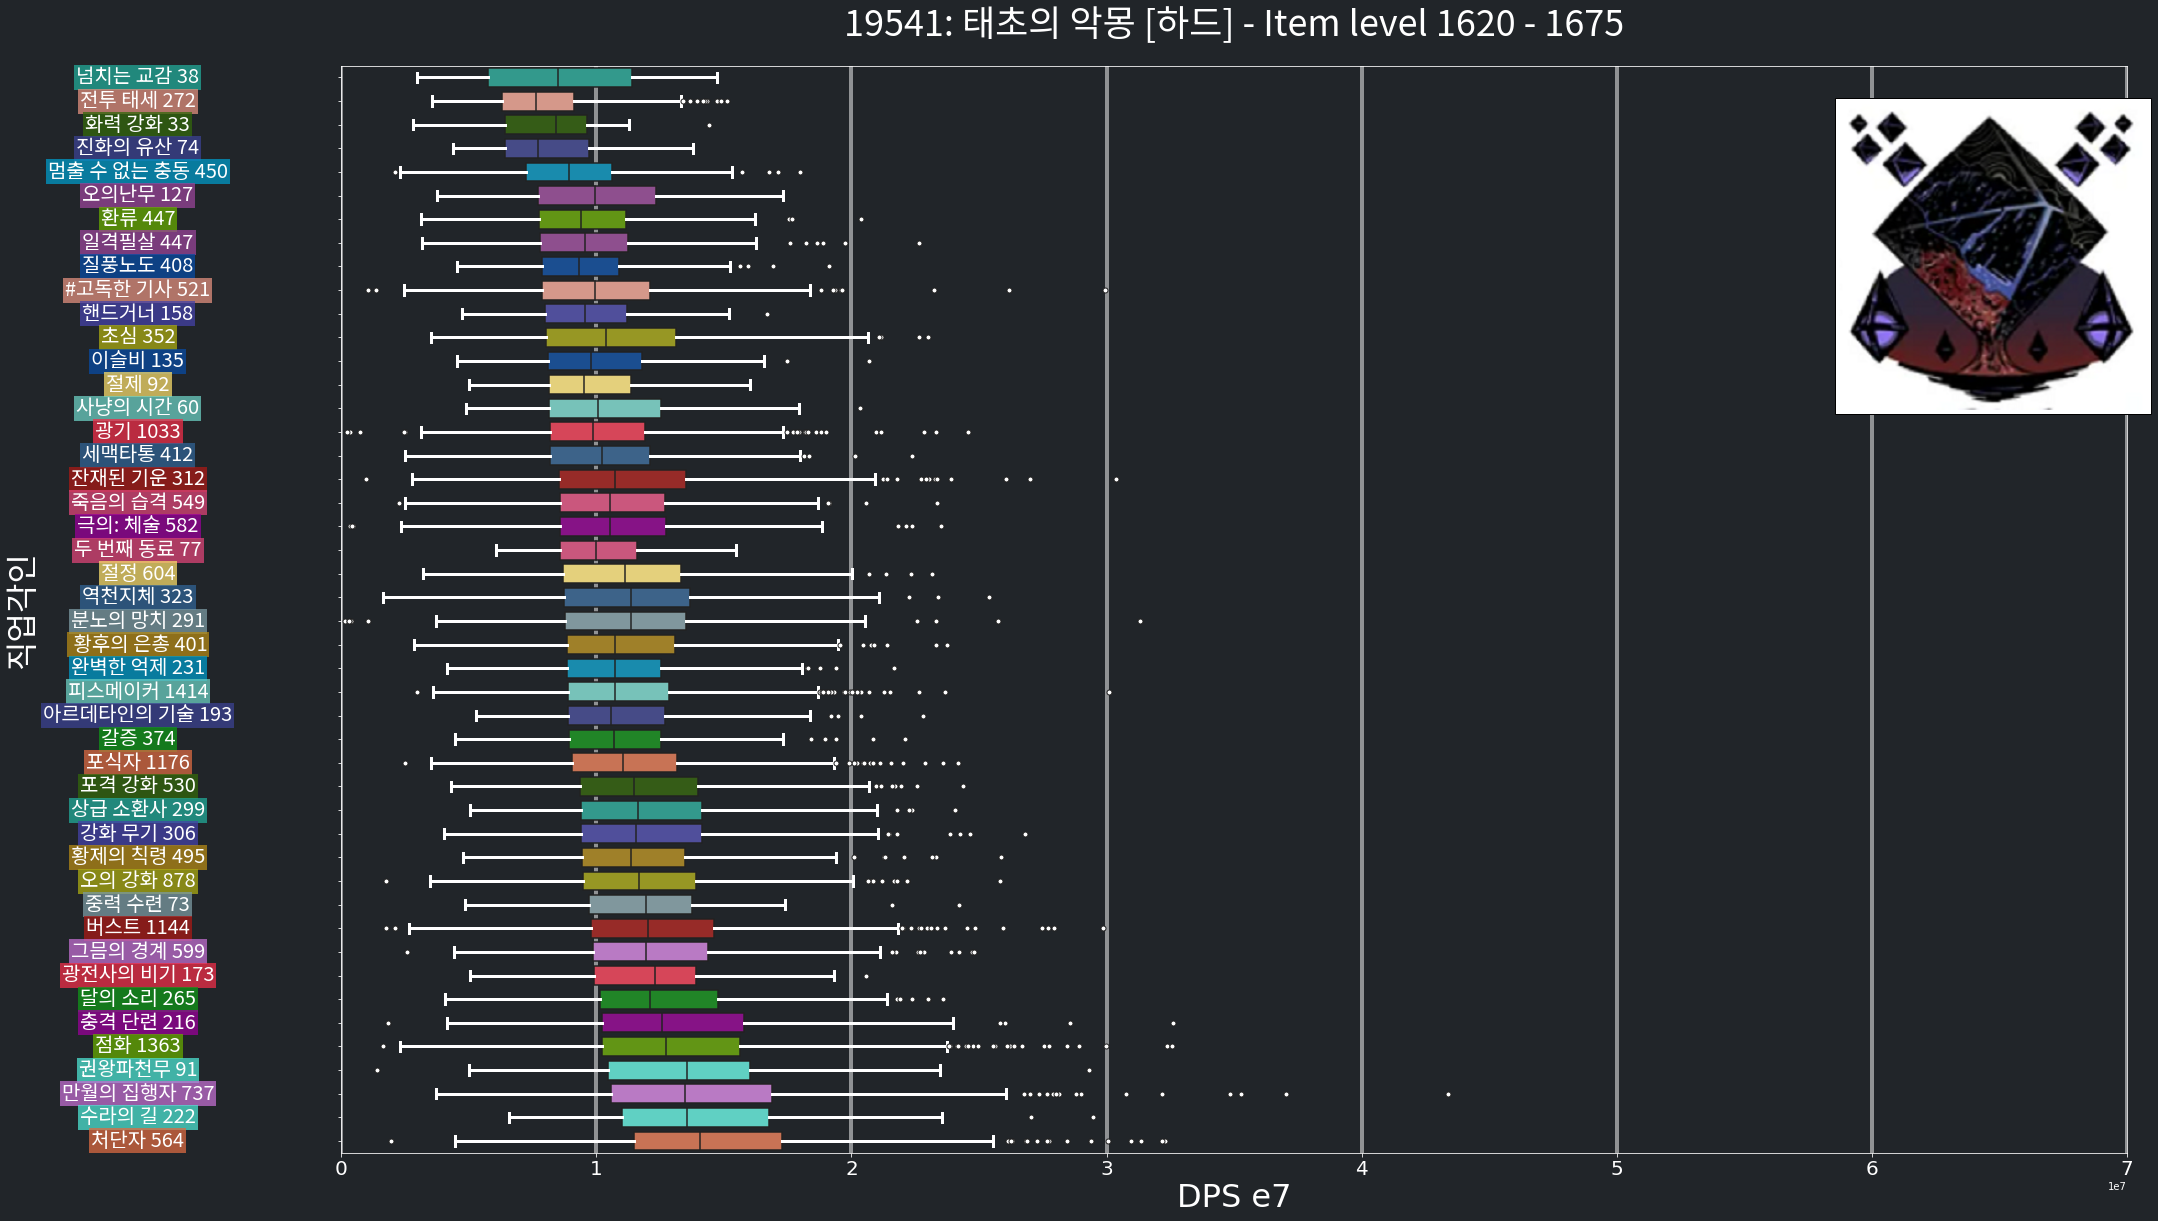 19541: 태초의 악몽 [하드] - Item level 1620 - 1675
넘치는 교감 38
전투 태세 272
화력 강화 33
진화의 유산 74
멈출 수 없는 충동 450
오의난무 127
환류 447
일격필살 447
질풍노도 408
#고독한 기사 521
핸드거너 158
초심 352
이슬비 135
절제 92
사냥의 시간 60
광기 1033
세맥타통 412
잔재된 기운 312
죽음의 습격 549
극의: 체술 582
두 번째 동료 77
절정 604
역천지체 323
분노의 망치 291
황후의 은총 401
완벽한 억제 231
피스메이커 1414
아르데타인의 기술 193
갈증 374
포식자 1176
포격 강화 530
상급 소환사 299
강화 무기 306
황제의 칙령 495
오의 강화 878
중력 수련 73
버스트 1144
그믐의 경계 599
광전사의 비기 173
달의 소리 265
충격 단련 216
점화 1363
권왕파천무 91
만월의 집행자 737
수라의 길 222
처단자 564
직업각인
0 1 2 3 4 5 6 7
1e7
DPS e7